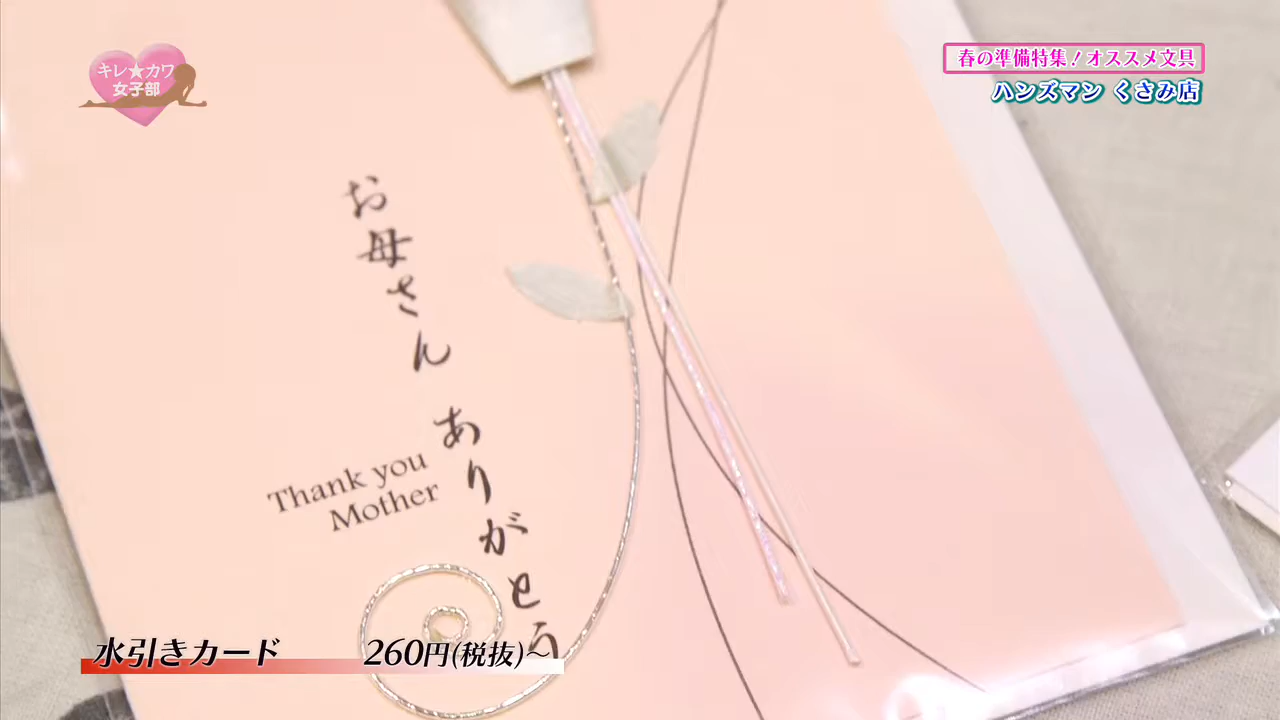 キレ★カワ
女子部
春の準備特集！オススメ文具
ハンズマン くさみ店
お母さん ありがとう
Thank you
Mother
水引きカード 260円(税抜)～